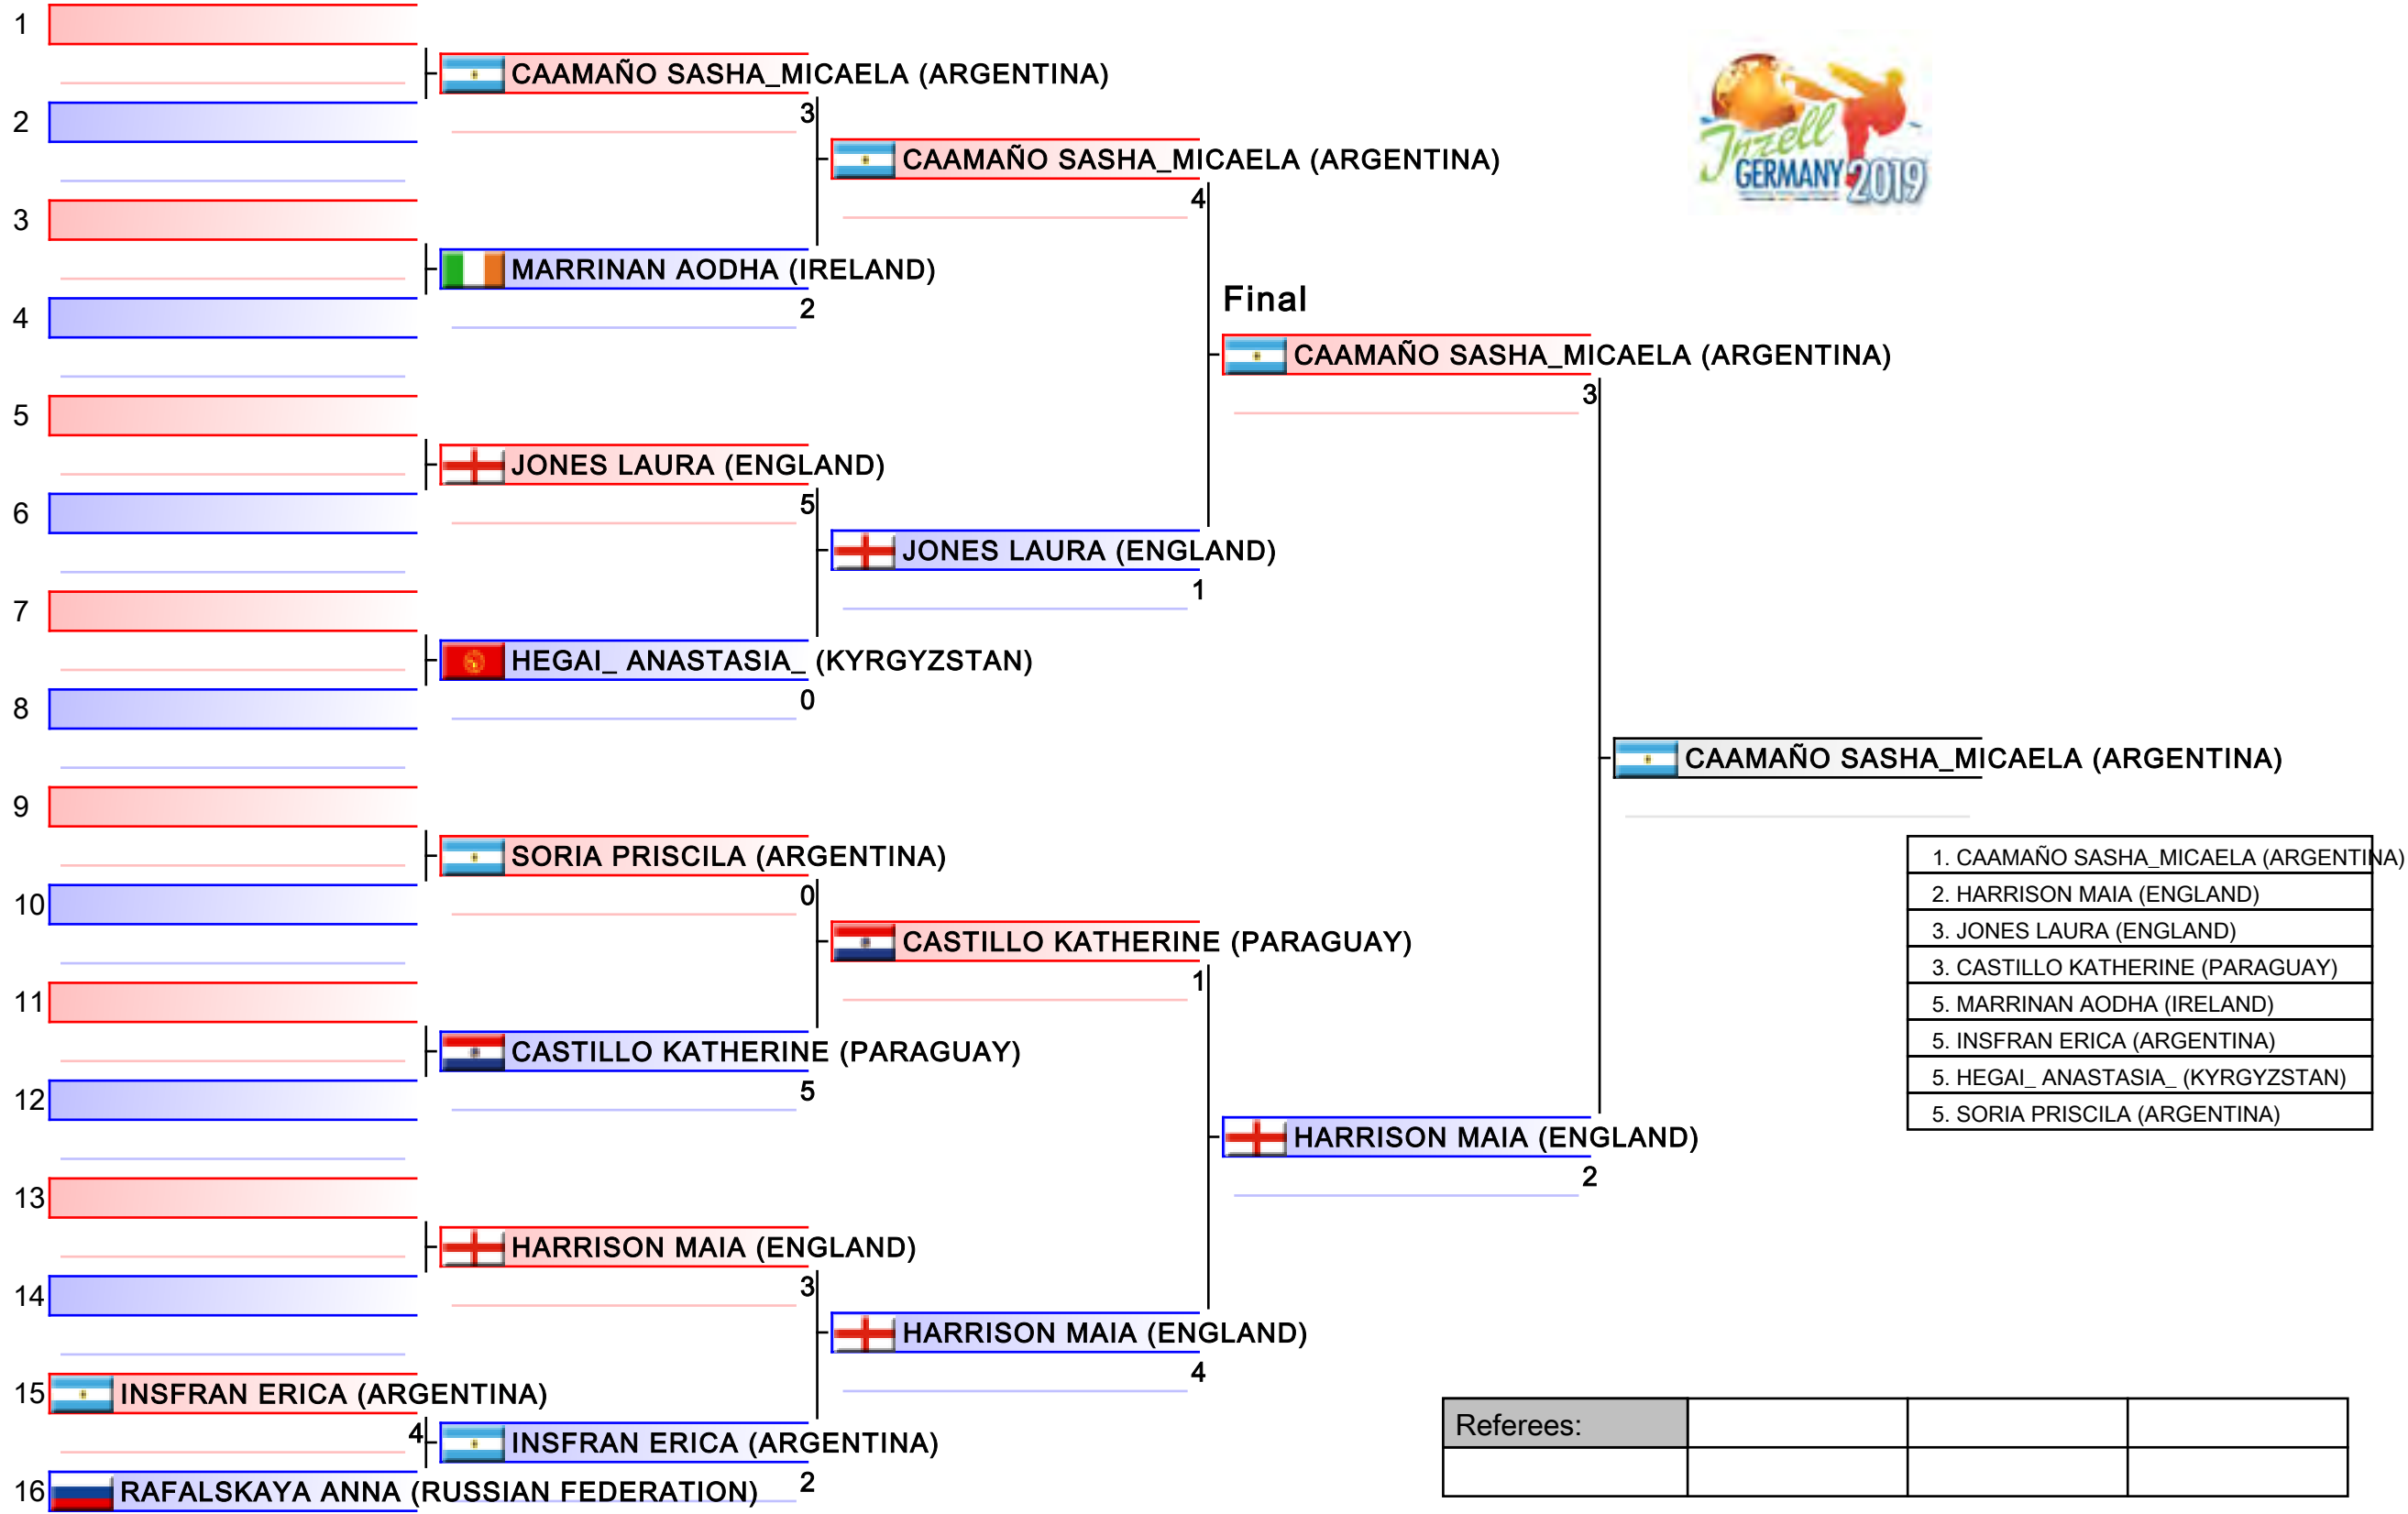 1
CAAMAÑO SASHA_MICAELA (ARGENTINA)
3
2
CAAMAÑO SASHA_MICAELA (ARGENTINA)
4
3
MARRINAN AODHA (IRELAND)
2
4
Final
CAAMAÑO SASHA_MICAELA (ARGENTINA)
3
5
JONES LAURA (ENGLAND)
5
6
JONES LAURA (ENGLAND)
1
7
HEGAI_ ANASTASIA_ (KYRGYZSTAN)
0
8
CAAMAÑO SASHA_MICAELA (ARGENTINA)
9
SORIA PRISCILA (ARGENTINA)
0
10
CASTILLO KATHERINE (PARAGUAY)
1
11
CASTILLO KATHERINE (PARAGUAY)
5
12
HARRISON MAIA (ENGLAND)
2
13
HARRISON MAIA (ENGLAND)
3
14
HARRISON MAIA (ENGLAND)
4
15
INSFRAN ERICA (ARGENTINA)
4
INSFRAN ERICA (ARGENTINA)
2
16
RAFALSKAYA ANNA (RUSSIAN FEDERATION)
Inzell
GERMANY 2019
1. CAAMAÑO SASHA_MICAELA (ARGENTINA)
2. HARRISON MAIA (ENGLAND)
3. JONES LAURA (ENGLAND)
3. CASTILLO KATHERINE (PARAGUAY)
5. MARRINAN AODHA (IRELAND)
5. INSFRAN ERICA (ARGENTINA)
5. HEGAI_ ANASTASIA_ (KYRGYZSTAN)
5. SORIA PRISCILA (ARGENTINA)
Referees: